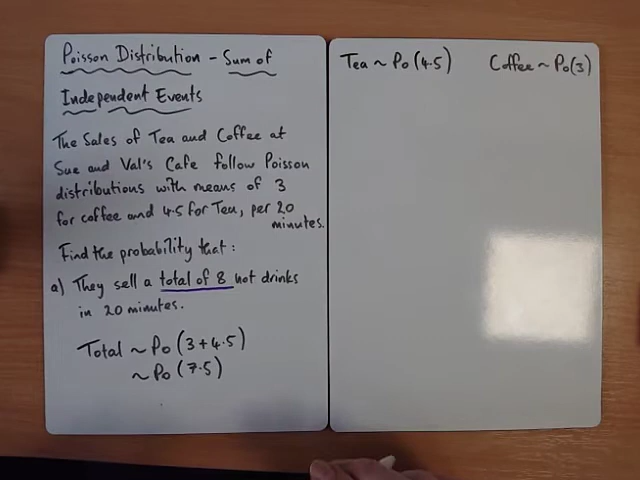 Poisson Distribution - Sum of
Independent Events
The Sales of Tea and Coffee at
Sue and Val's Cafe follow Poisson
distributions with means of 3
for coffee and 4.5 for Tea, per 20
minutes.
Find the probability that:
a) They sell a total of 8 hot drinks
in 20 minutes.
Total ~ Po (3+4.5)
~ Po (7.5)
Tea ~ Po (4.5) Coffee ~ Po(3)